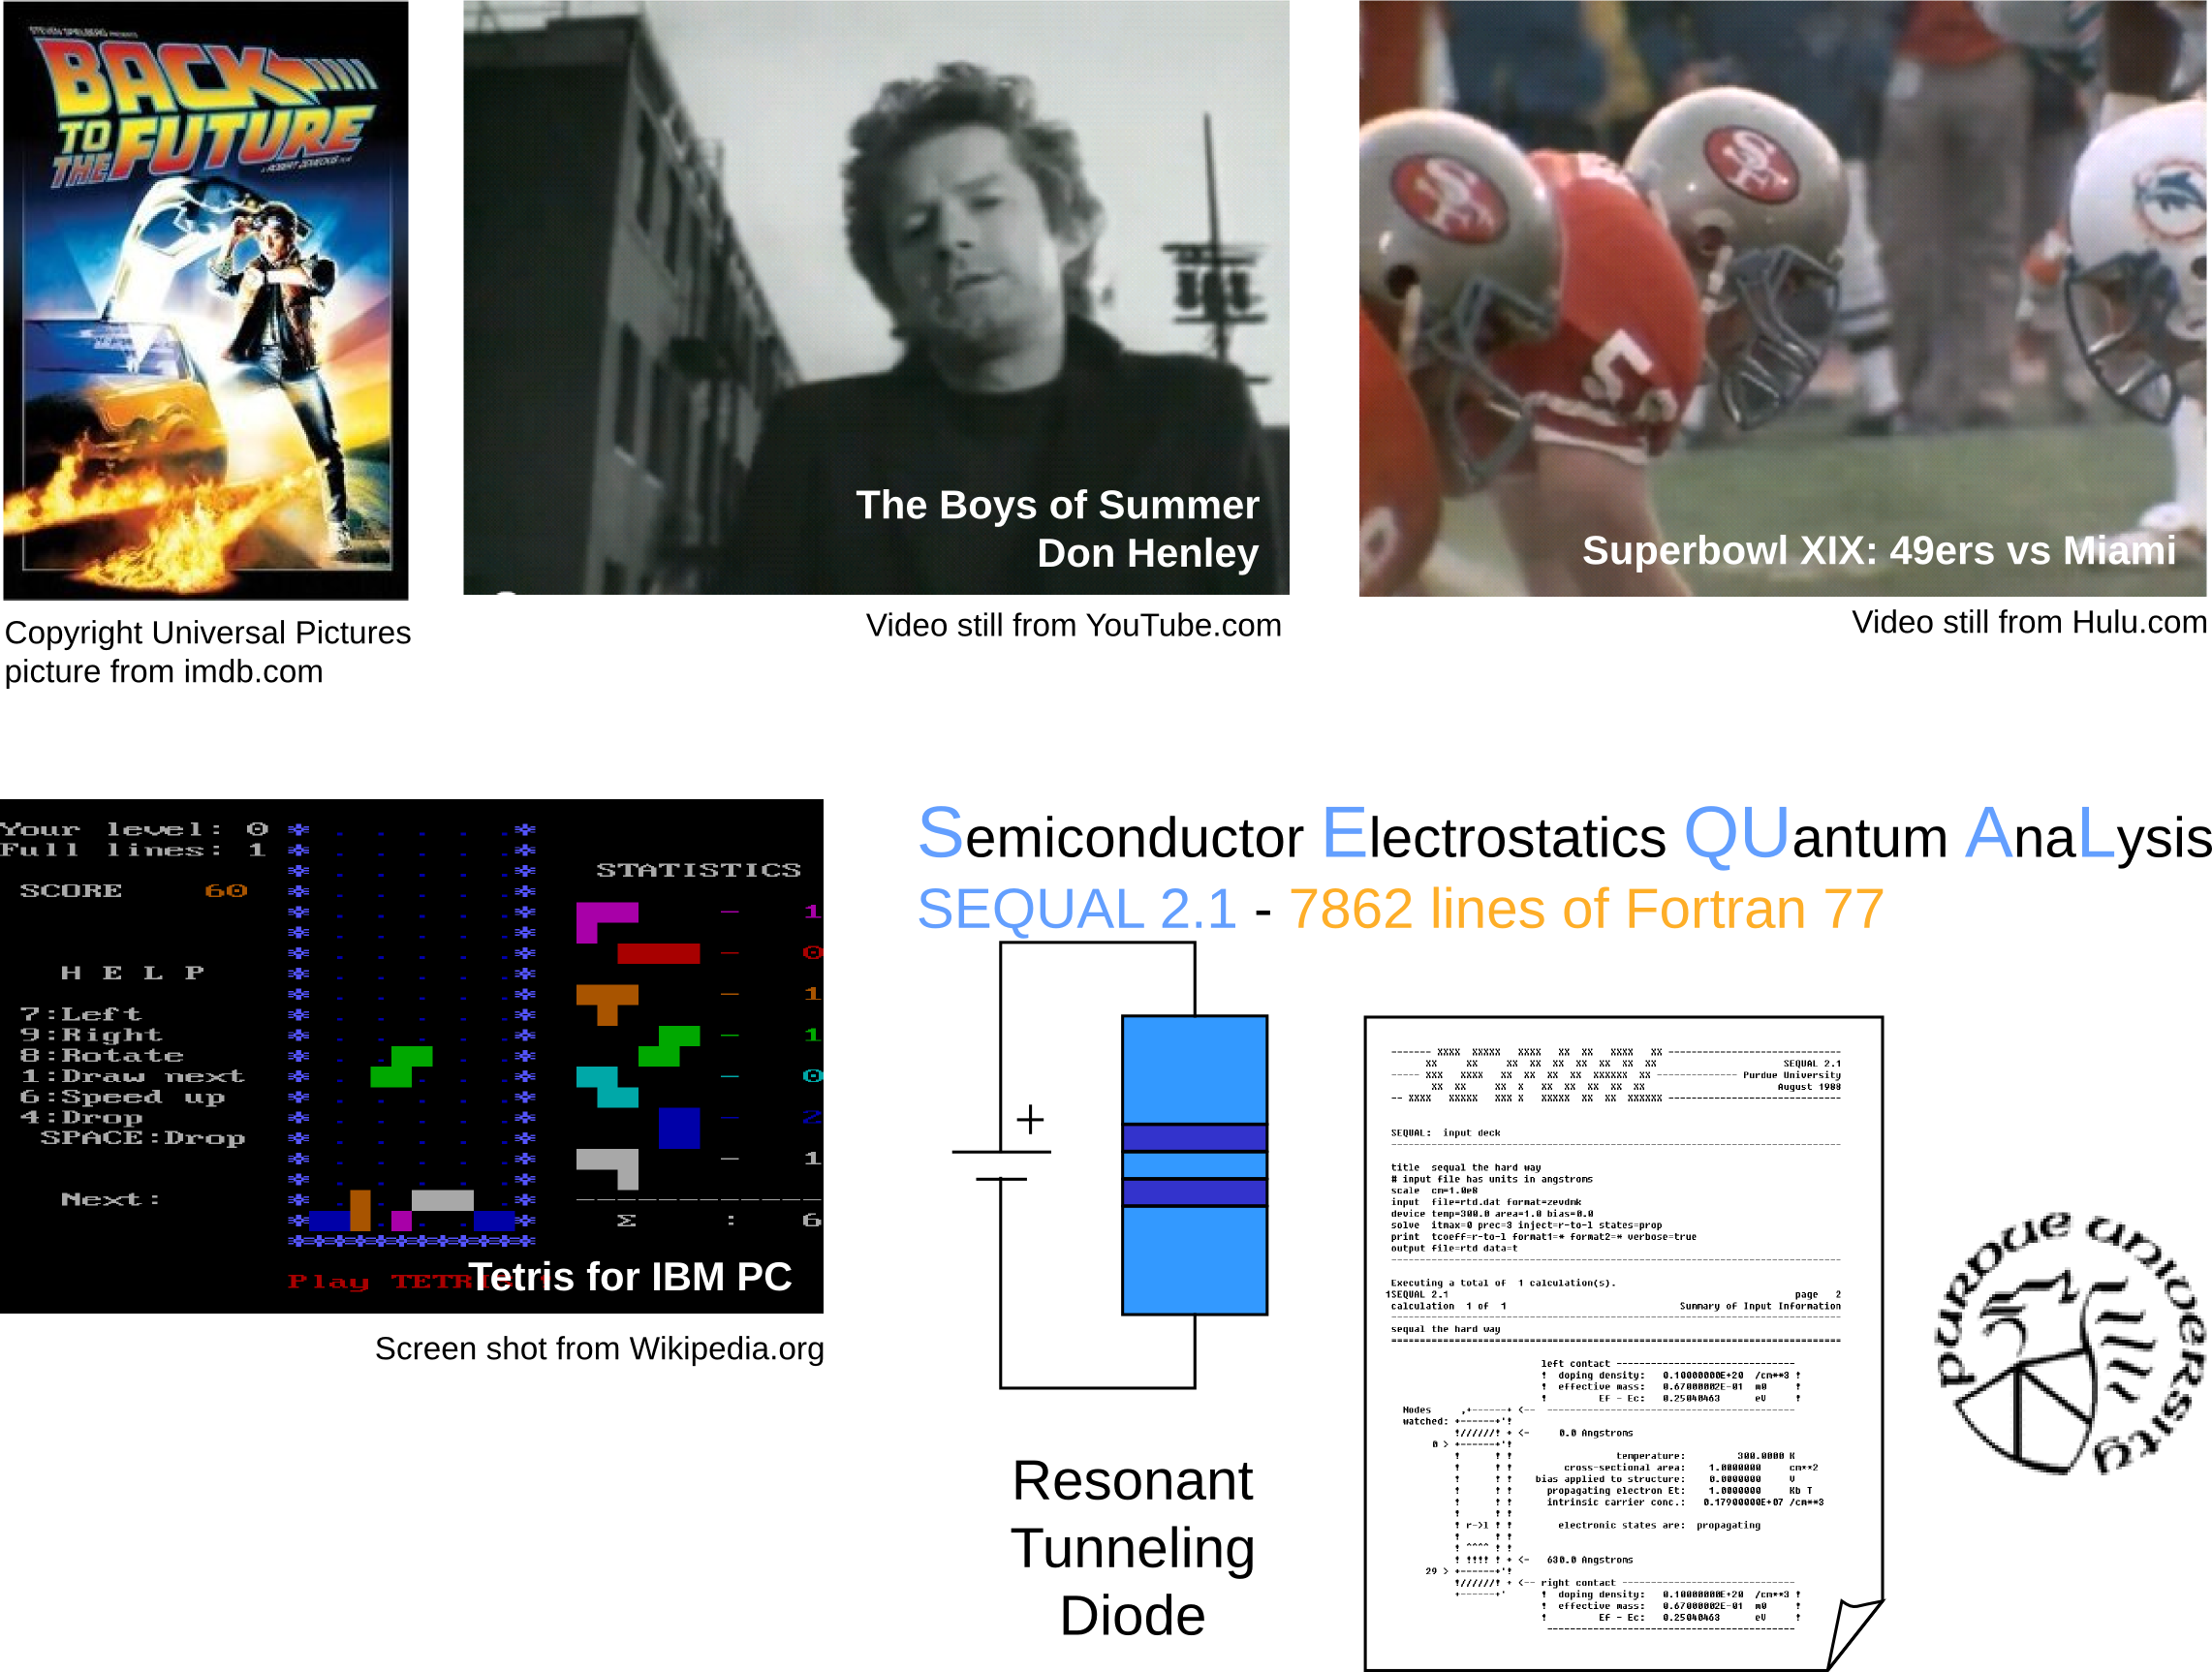 STEVEN SPIELBERG PRESENTS
BACK
TO
THE FUTURE
A ROBERT ZEMECKIS FILM
Copyright Universal Pictures
picture from imdb.com
The Boys of Summer
Don Henley
Video still from YouTube.com
5
Superbowl XIX: 49ers vs Miami
Video still from Hulu.com
Your level: 0
Full lines: 1
SCORE 60
H E L P
7:Left
9:Right
8:Rotate
1:Draw next
6:Speed up
4:Drop
SPACE:Drop
Next:
STATISTICS
- 1
- 0
- 1
- 1
- 0
- 2
- 1
Σ : 6
Play TETR
Tetris for IBM PC
Screen shot from Wikipedia.org
Semiconductor Electrostatics QUantum AnaLysis
SEQUAL 2.1 - 7862 lines of Fortran 77
+
Resonant
Tunneling
Diode
SEQUAL 2.1
Purdue University
August 1988
SEQUAL: input deck
title sequal the hard way
# input file has units in angstroms
scale cm=1.0e8
input file=rtd.dat format=zevdmk
device temp=300.0 area=1.0 bias=0.0
solve itmax=0 prec=3 inject=r-to-l states=prop
print tcoeff=r-to-l format1=* format2=* verbose=true
output file=rtd data=t
Executing a total of 1 calculation(s).
1SEQUAL 2.1 page 2
calculation 1 of 1 Summary of Input Information
sequal the hard way
left contact
! doping density: 0.10000000E+20 /cm**3 !
! effective mass: 0.67000002E-01 m0 !
! Ef - Ec: 0.25040463 eV !
Nodes
watched:
<- 0.0 Angstroms
0 >
temperature: 300.0000 K
cross-sectional area: 1.0000000 cm**2
bias applied to structure: 0.0000000 V
propagating electron Et: 1.0000000 Kb T
intrinsic carrier conc.: 0.17900000E+07 /cm**3
r->l electronic states are: propagating
<- 630.0 Angstroms
29 >
<-- right contact
! doping density: 0.10000000E+20 /cm**3 !
! effective mass: 0.67000002E-01 m0 !
! Ef - Ec: 0.25040463 eV !
purdue university